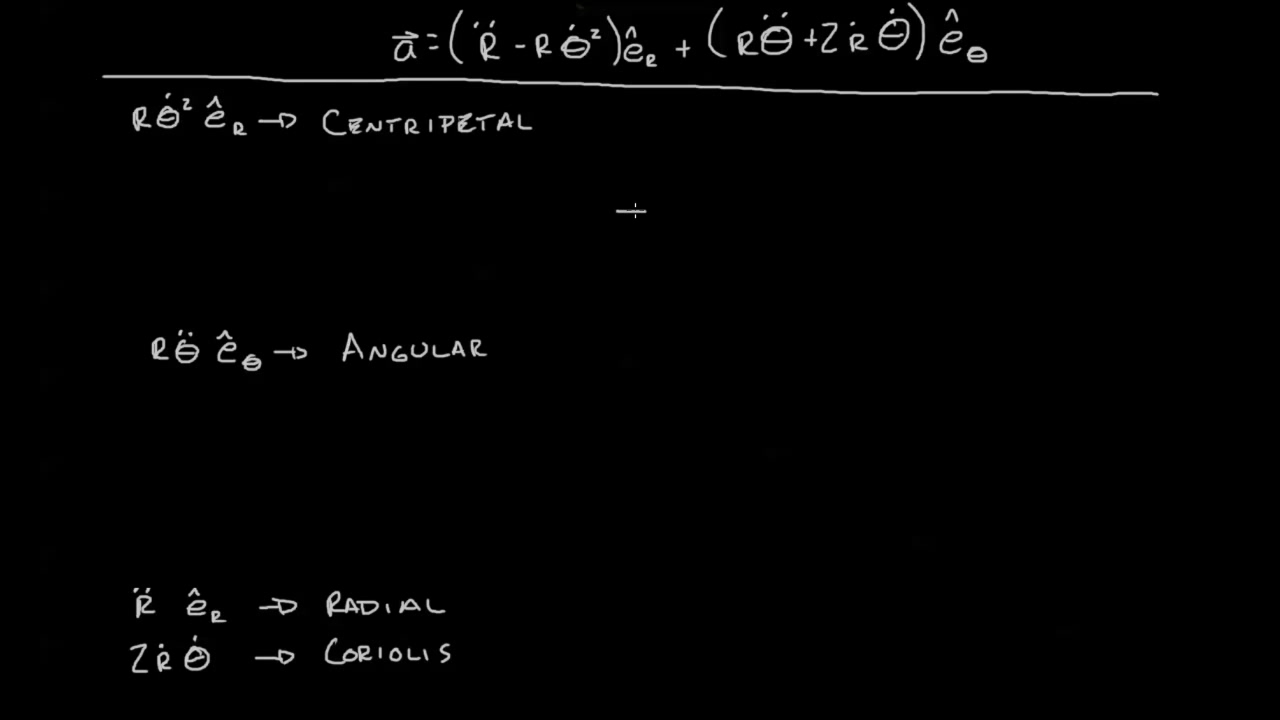 a⃗ = (R̈ - Rθ̇²)ê_R + (Rθ̈ + 2Ṙθ̇) ê_θ
Rθ̇² ê_R → CENTRIPETAL
Rθ̈ ê_θ → ANGULAR
R̈ ê_R → RADIAL
2Ṙθ̇ → CORIOLIS